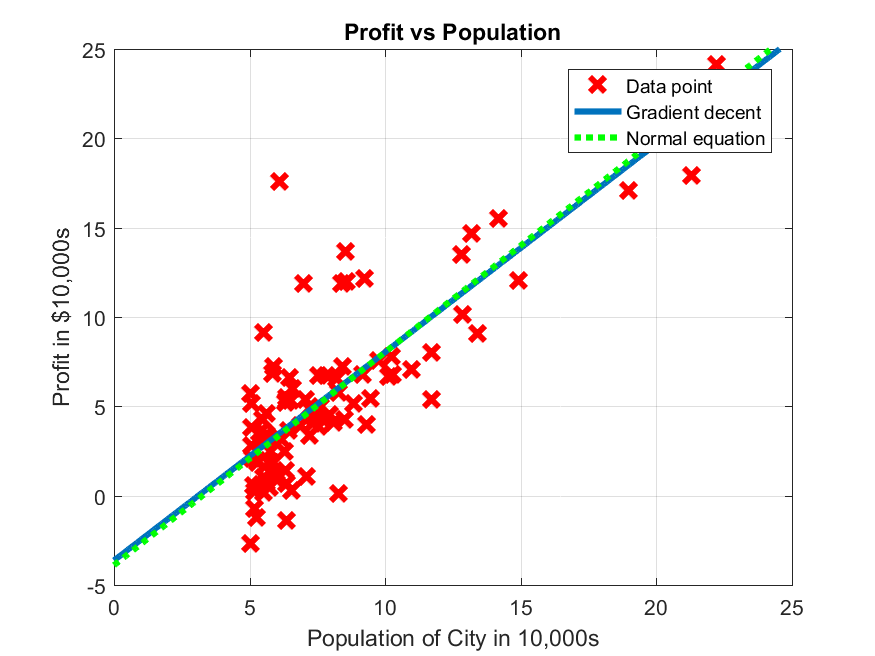 Profit vs Population
25
20
15
10
5
0
-5
Profit in $10,000s
Data point
Gradient decent
Normal equation
0 5 10 15 20 25
Population of City in 10,000s